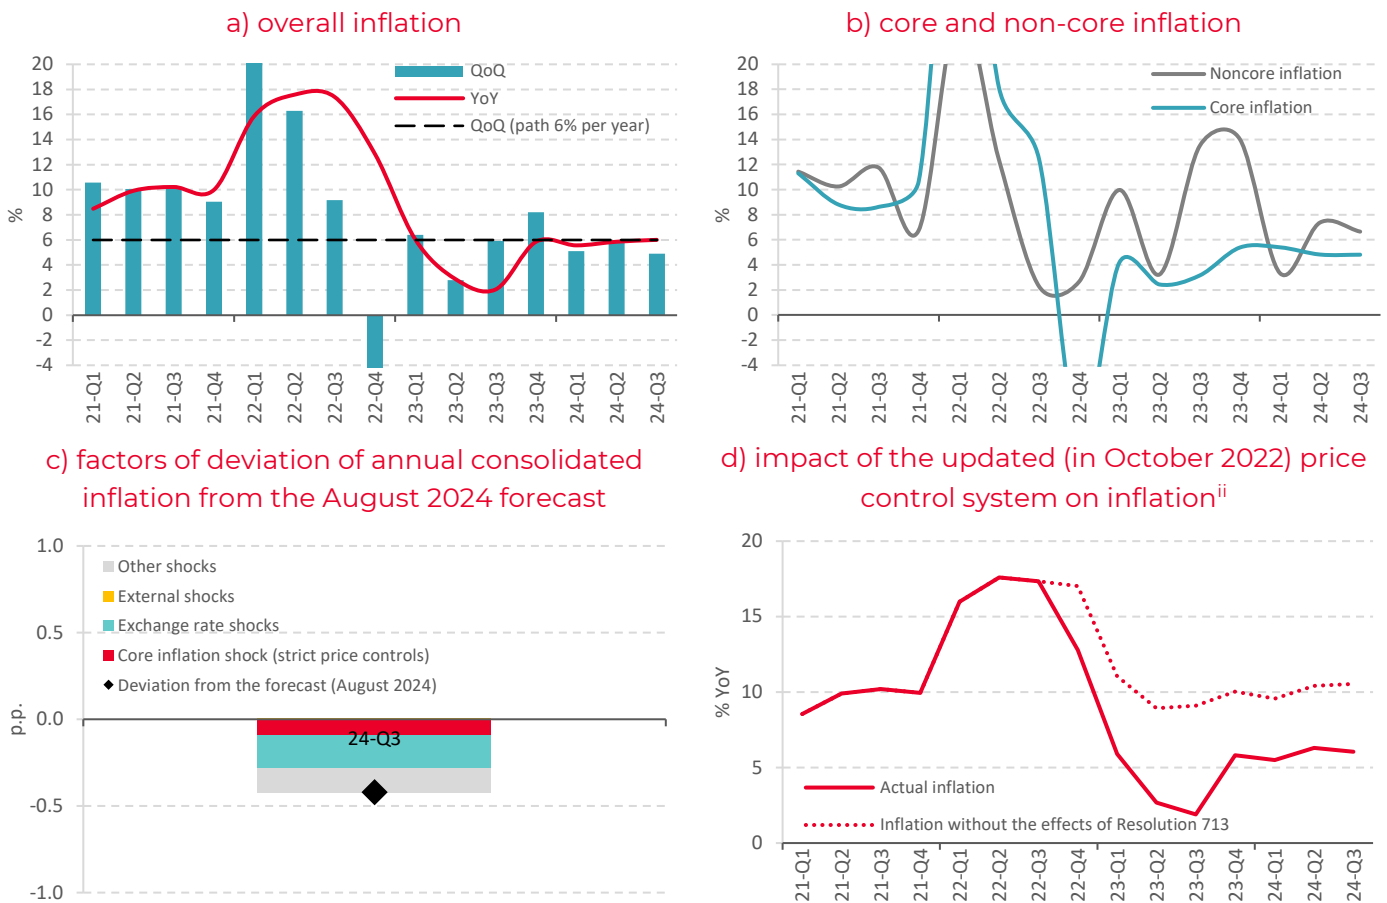 a) overall inflation
%
20
18
16
14
12
10
8
6
4
2
0
-2
-4
QoQ
YoY
QoQ (path 6% per year)
21-Q1
21-Q2
21-Q3
21-Q4
22-Q1
22-Q2
22-Q3
22-Q4
23-Q1
23-Q2
23-Q3
23-Q4
24-Q1
24-Q2
24-Q3
b) core and non-core inflation
%
20
18
16
14
12
10
8
6
4
2
0
-2
-4
Noncore inflation
Core inflation
21-Q1
21-Q2
21-Q3
21-Q4
22-Q1
22-Q2
22-Q3
22-Q4
23-Q1
23-Q2
23-Q3
23-Q4
24-Q1
24-Q2
24-Q3
c) factors of deviation of annual consolidated
inflation from the August 2024 forecast
p.p.
1.0
0.5
0.0
-0.5
-1.0
Other shocks
External shocks
Exchange rate shocks
Core inflation shock (strict price controls)
Deviation from the forecast (August 2024)
24-Q3
d) impact of the updated (in October 2022) price
control system on inflationii
% YoY
20
15
10
5
0
Actual inflation
Inflation without the effects of Resolution 713
21-Q1
21-Q2
21-Q3
21-Q4
22-Q1
22-Q2
22-Q3
22-Q4
23-Q1
23-Q2
23-Q3
23-Q4
24-Q1
24-Q2
24-Q3